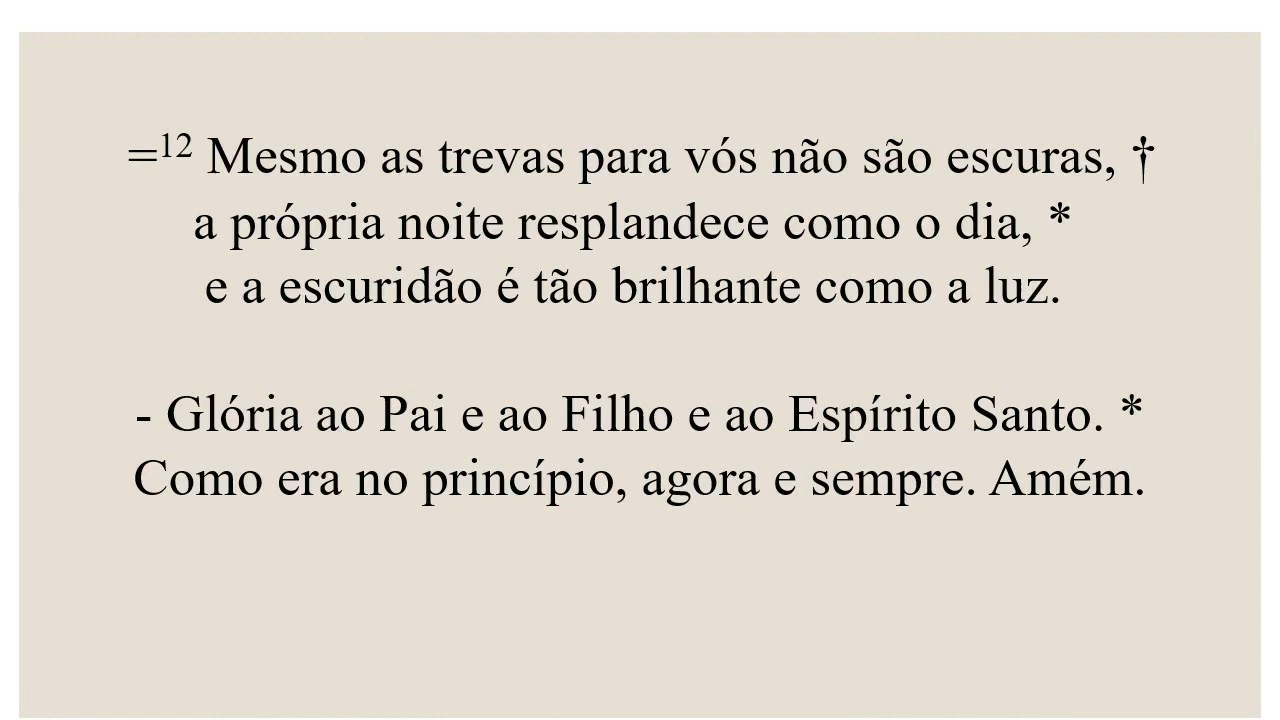 =¹² Mesmo as trevas para vós não são escuras, †
a própria noite resplandece como o dia, *
e a escuridão é tão brilhante como a luz.
- Glória ao Pai e ao Filho e ao Espírito Santo. *
Como era no princípio, agora e sempre. Amém.